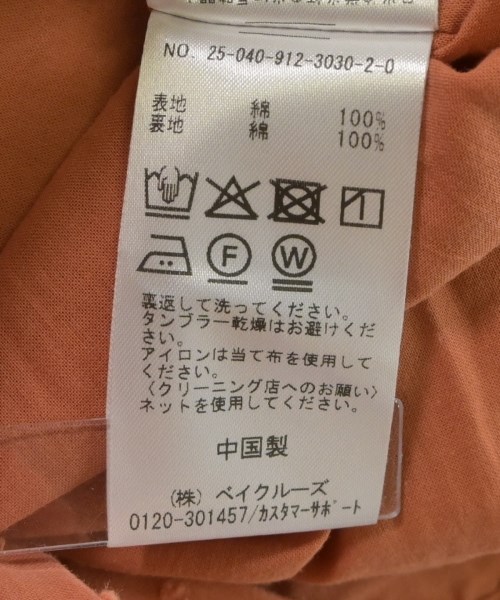 NO. 25-040-912-3030-2-0
表地 綿 100%
裏地 綿 100%
F W
裏返して洗ってください。
タンブラー乾燥はお避けくだ
さい。
アイロンは当て布を使用して
ください。
〈クリーニング店へのお願い〉
ネットを使用してください。
中国製
(株) ベイクルーズ
0120-301457/カスタマーサポート